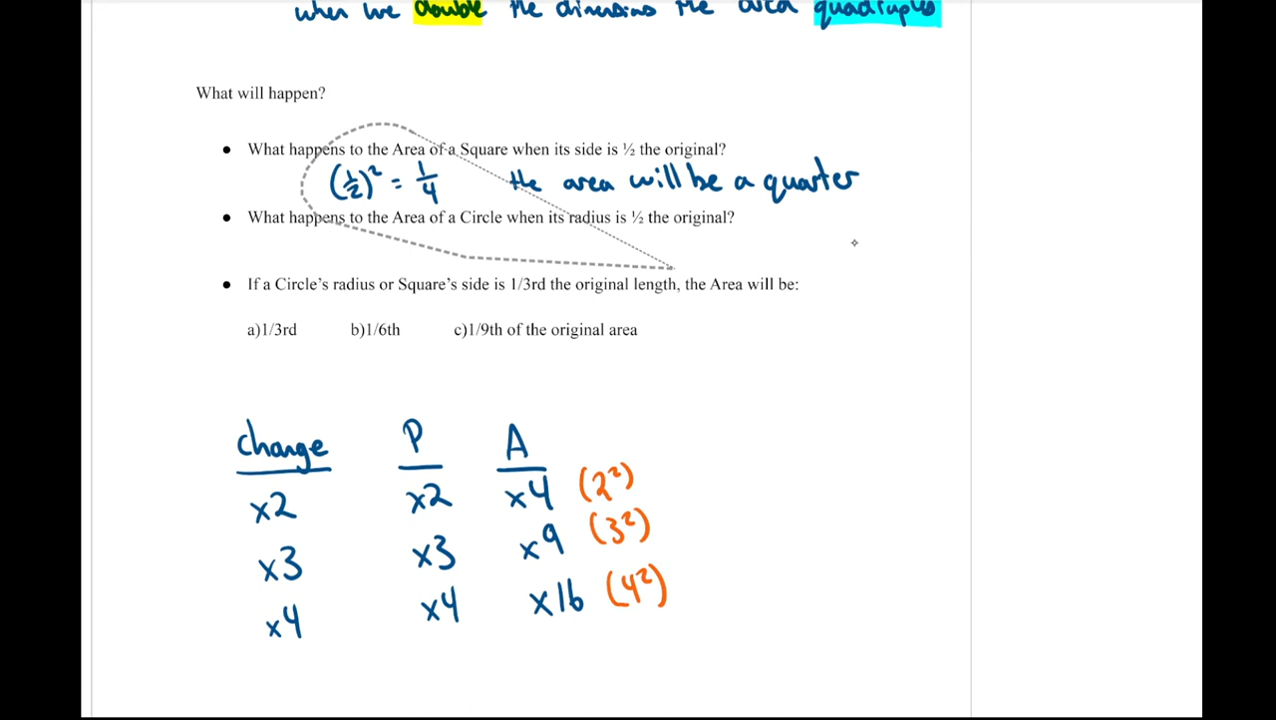 when we double the dimensions the area quadruples
What will happen?
● What happens to the Area of a Square when its side is ½ the original?
(1/2)² = 1/4 the area will be a quarter
● What happens to the Area of a Circle when its radius is ½ the original?
● If a Circle's radius or Square's side is 1/3rd the original length, the Area will be:
a)1/3rd b)1/6th c)1/9th of the original area
change P A
x2 x2 x4 (2²)
x3 x3 x9 (3²)
x4 x4 x16 (4²)